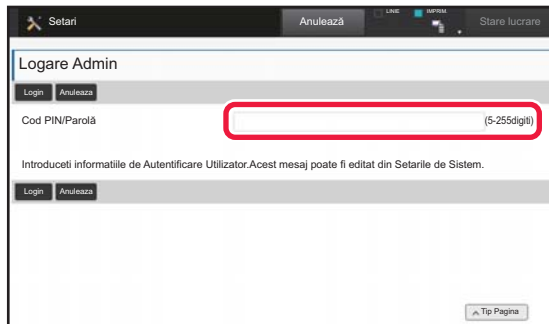 Setari
Anulează
LINIE
IMPRIM.
Stare lucrare
Logare Admin
Login Anuleaza
Cod PIN/Parolă
(5-255digiti)
Introduceti informatiile de Autentificare Utilizator.Acest mesaj poate fi editat din Setarile de Sistem.
Login Anuleaza
Tip Pagina